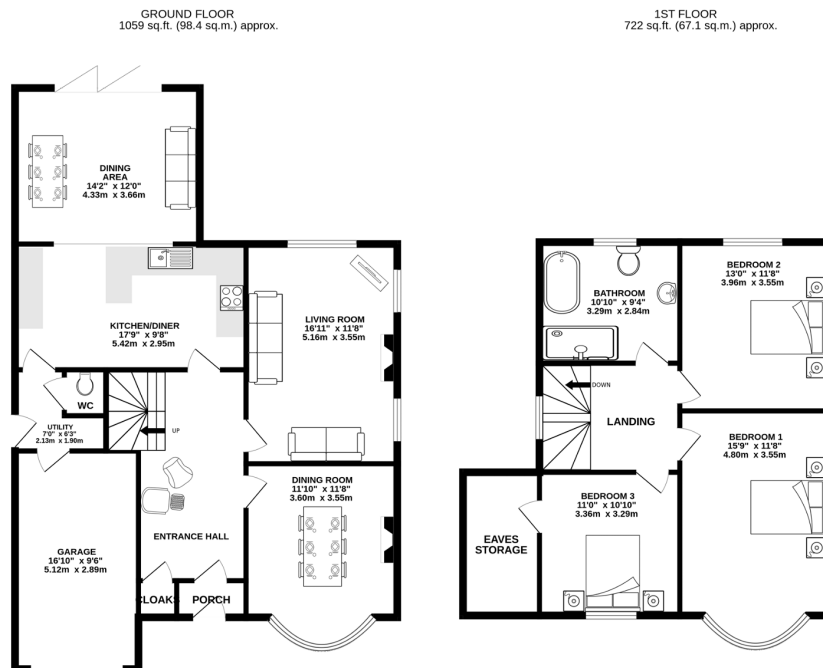 GROUND FLOOR
1059 sq.ft. (98.4 sq.m.) approx.
1ST FLOOR
722 sq.ft. (67.1 sq.m.) approx.
DINING
AREA
14'2" x 12'0"
4.33m x 3.66m
KITCHEN/DINER
17'9" x 9'8"
5.42m x 2.95m
LIVING ROOM
16'11" x 11'8"
5.16m x 3.55m
WC
UTILITY
7'0" x 6'3"
2.13m x 1.90m
UP
DINING ROOM
11'10" x 11'8"
3.60m x 3.55m
ENTRANCE HALL
GARAGE
16'10" x 9'6"
5.12m x 2.89m
CLOAKS
PORCH
BATHROOM
10'10" x 9'4"
3.29m x 2.84m
BEDROOM 2
13'0" x 11'8"
3.96m x 3.55m
DOWN
LANDING
BEDROOM 1
15'9" x 11'8"
4.80m x 3.55m
BEDROOM 3
11'0" x 10'10"
3.36m x 3.29m
EAVES
STORAGE